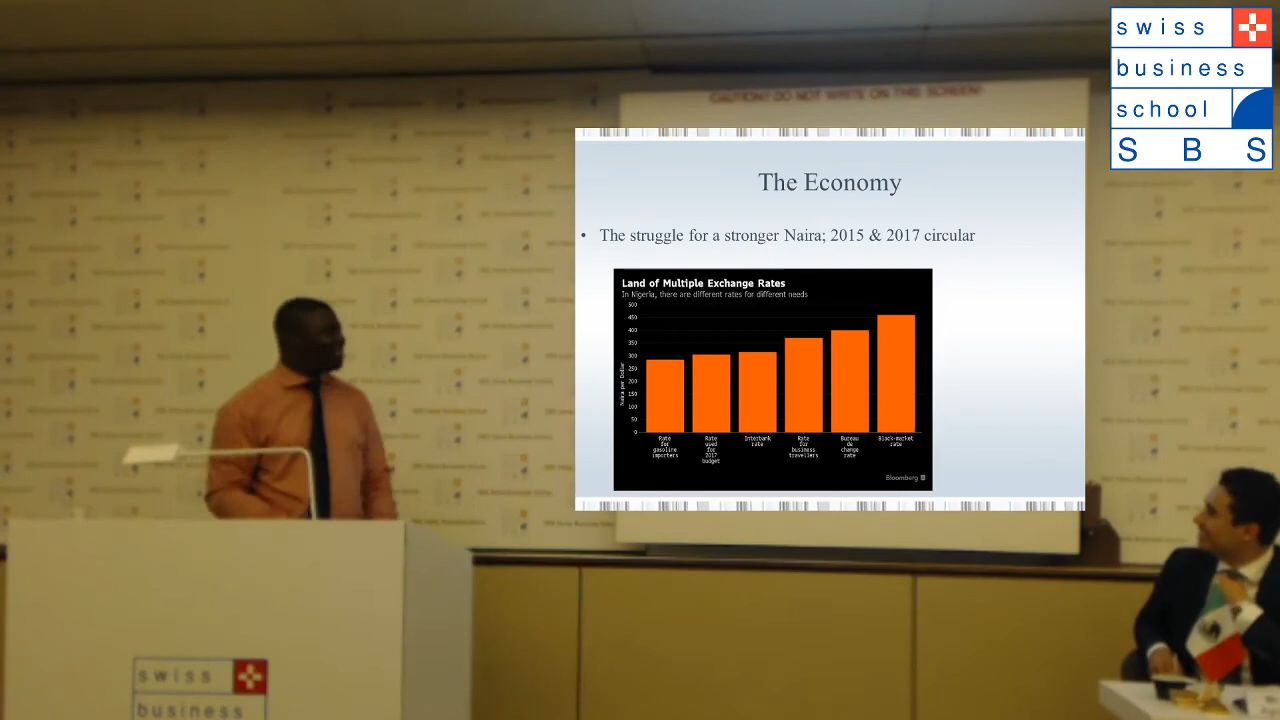 swiss
business
school
S B S
CAUTION! DO NOT WRITE ON THIS SCREEN!
The Economy
• The struggle for a stronger Naira; 2015 & 2017 circular
Land of Multiple Exchange Rates
In Nigeria, there are different rates for different needs
500
450
400
350
300
250
200
150
100
50
0
Naira per Dollar
Rate
for
gasoline
importers
Rate
used
for
2017
budget
Interbank
rate
Rate
for
business
travellers
Bureau
de
change
rate
Black-market
rate
Bloomberg
swiss
business